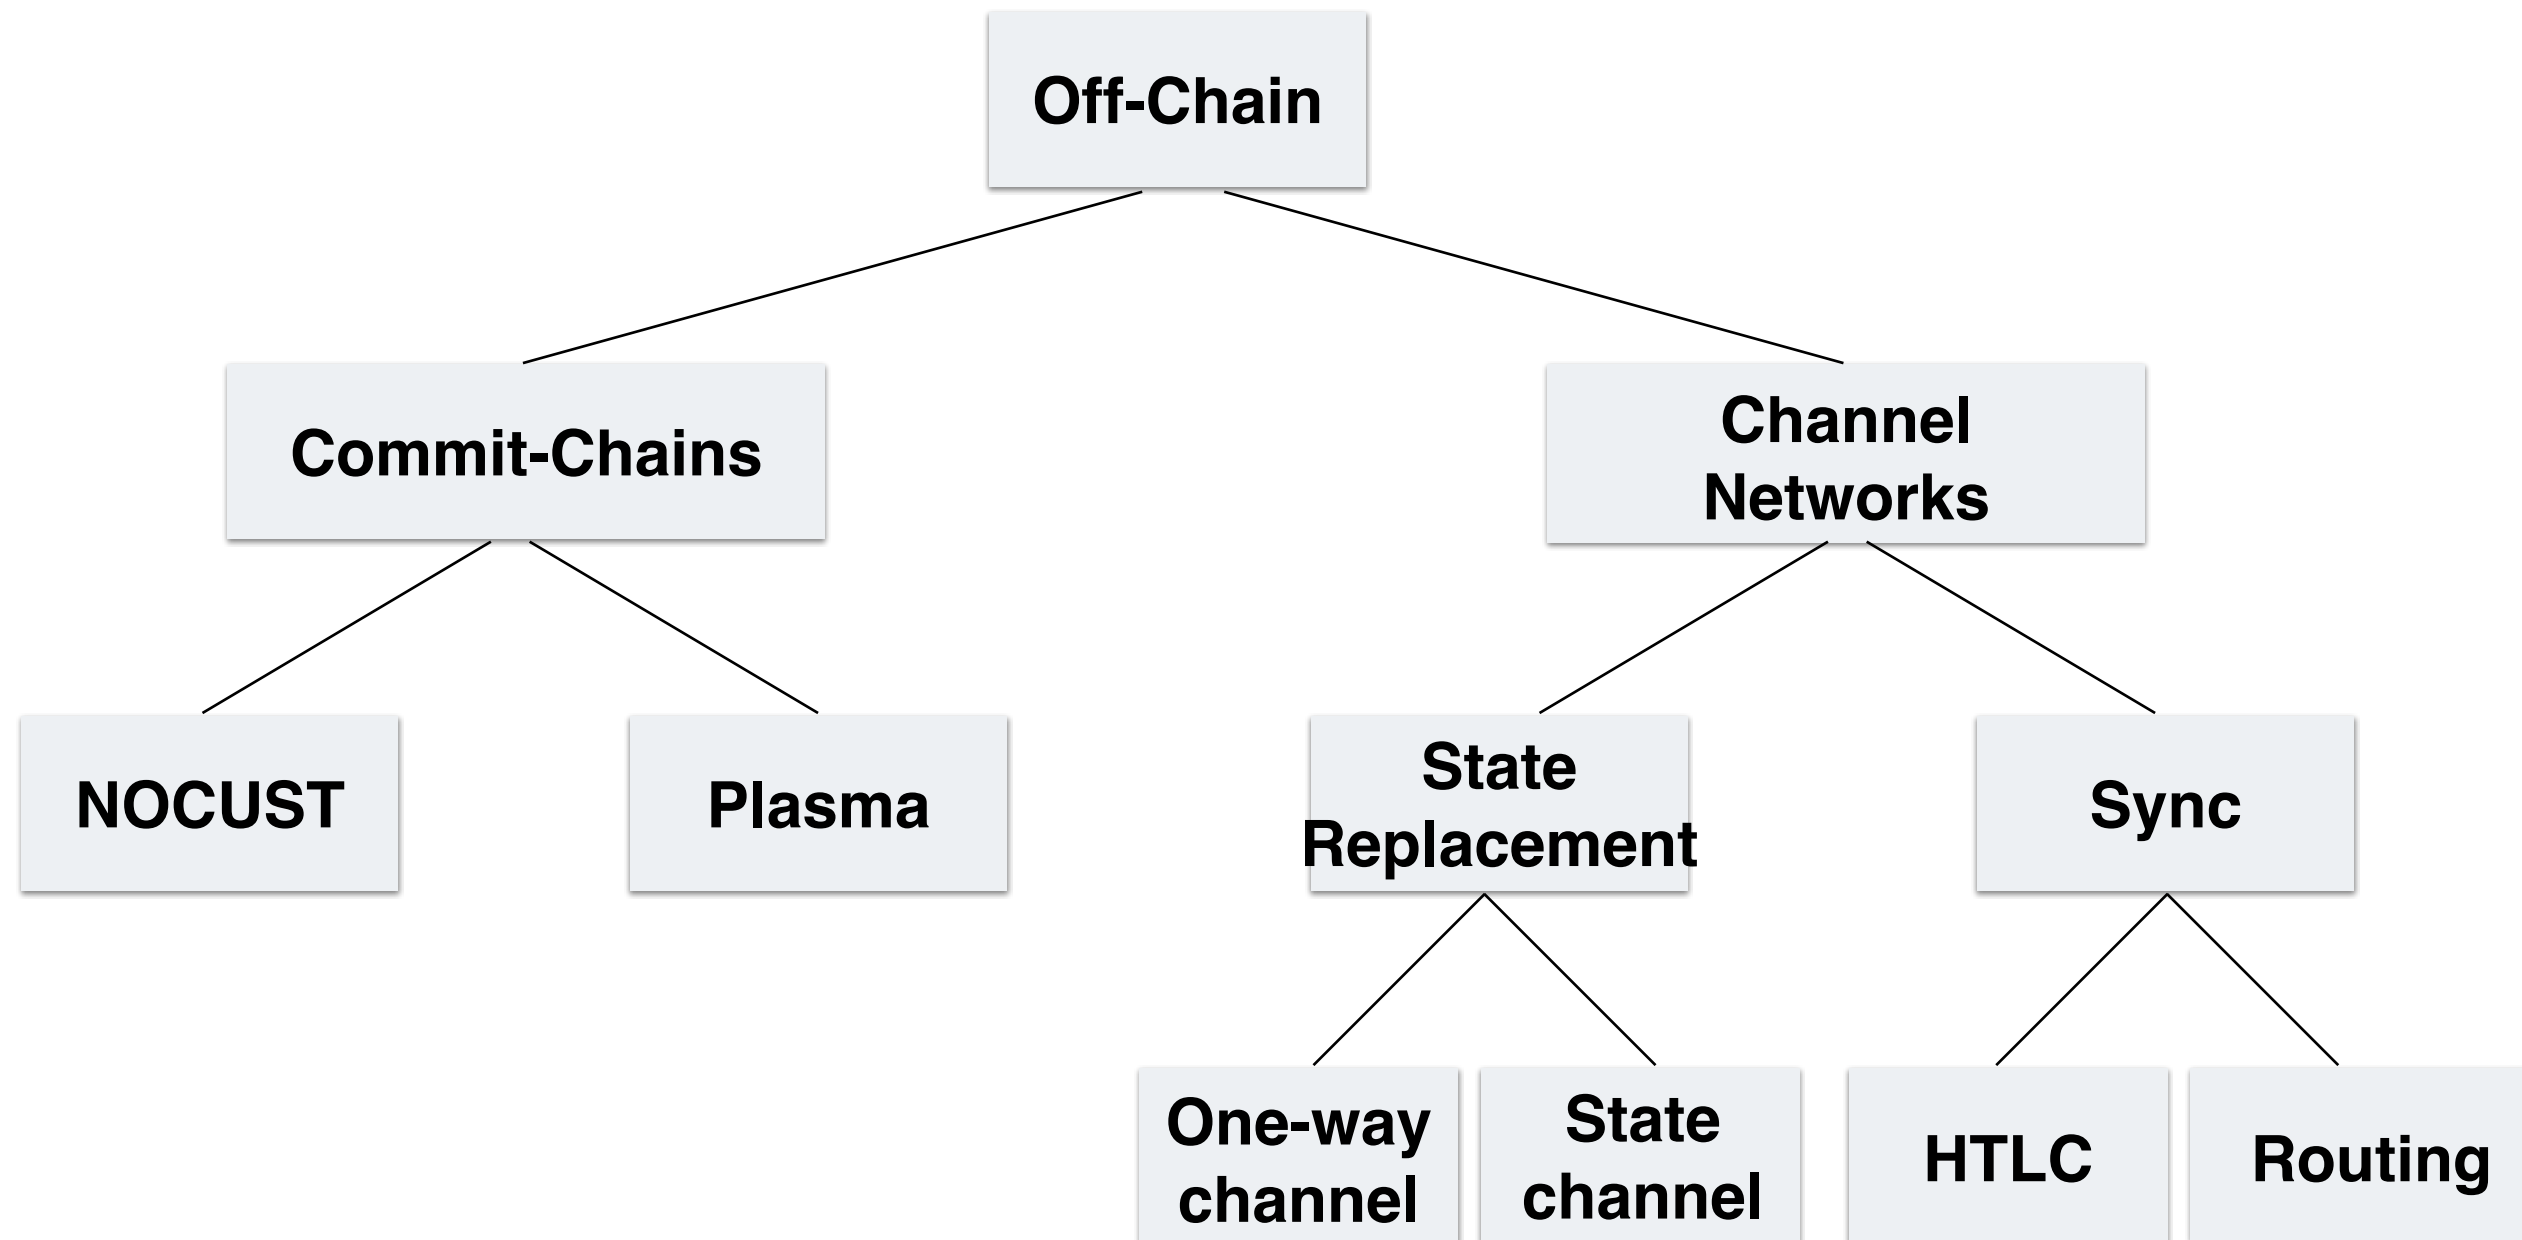 Off-Chain
Commit-Chains
Channel
Networks
NOCUST
Plasma
State
Replacement
Sync
One-way
channel
State
channel
HTLC
Routing